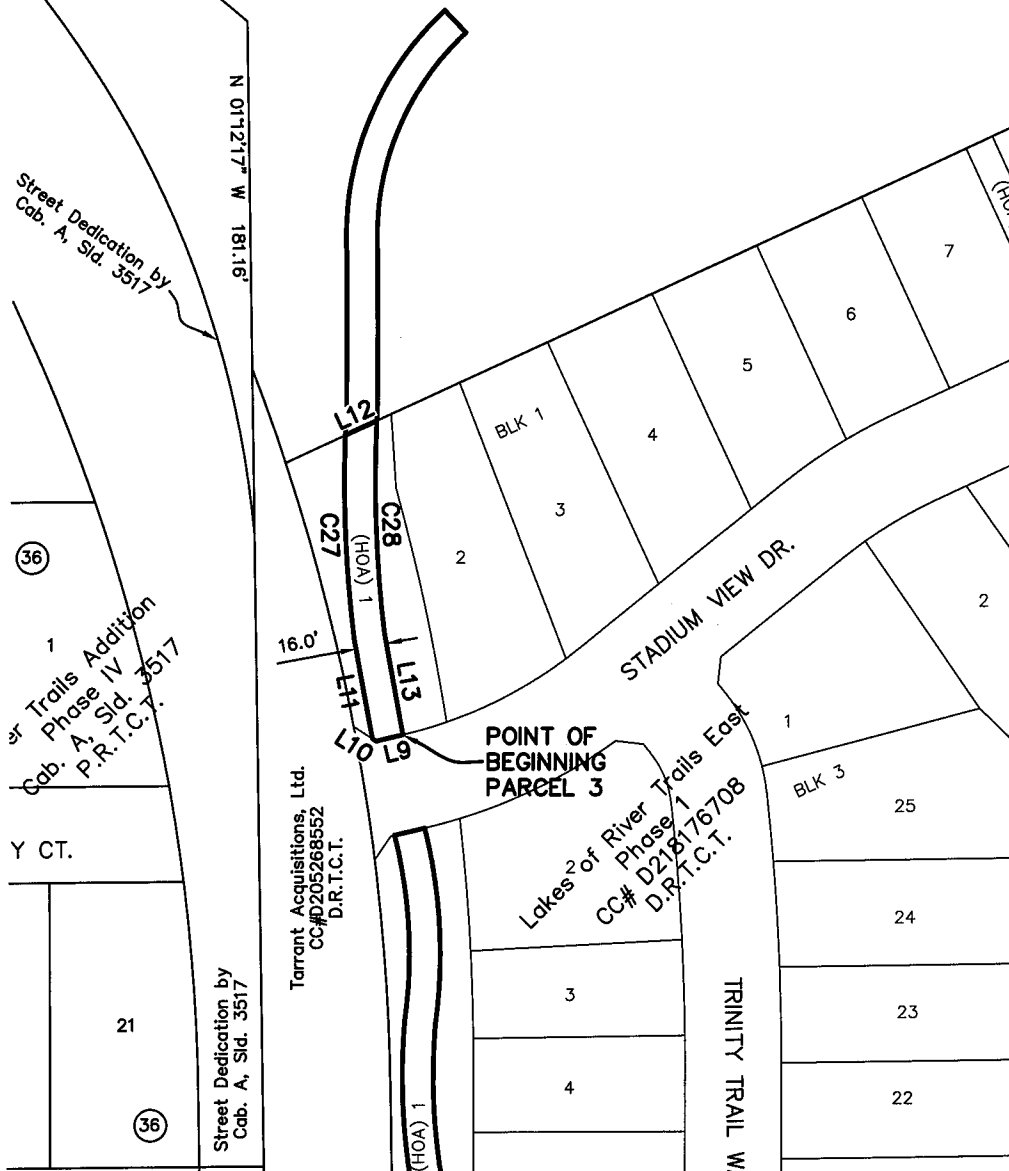 N 01°12'17" W 181.16'
Street Dedication by
Cab. A, Sld. 3517
(HO
7
6
5
BLK 1
4
3
2
L12
C27
C28
(HOA) 1
36
1
er Trails Addition
Phase IV
Cab. A, Sld. 3517
P.R.T.C.T.
16.0'
L11
L13
L10
L9
STADIUM VIEW DR.
2
1
POINT OF
BEGINNING
PARCEL 3
BLK 3
25
Y CT.
Tarrant Acquisitions, Ltd.
CC#D205268552
D.R.T.C.T.
2
Lakes of River Trails East
Phase 1
CC# D218176708
D.R.T.C.T.
24
3
23
21
Street Dedication by
Cab. A, Sld. 3517
TRINITY TRAIL W
4
22
36
(HOA) 1